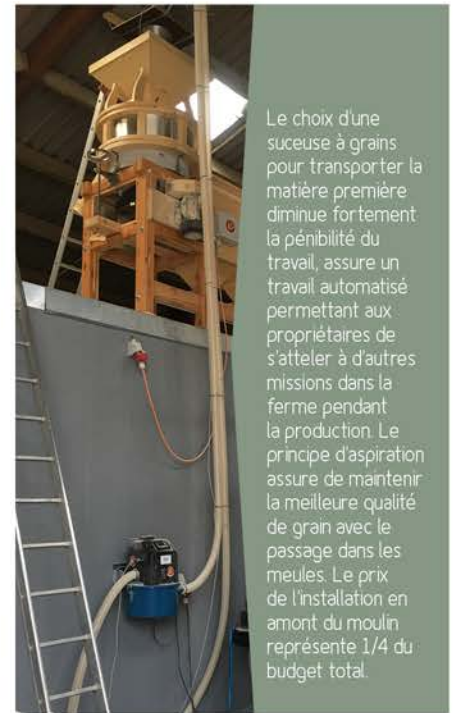 Le choix d'une
suceuse à grains
pour transporter la
matière première
diminue fortement
la pénibilité du
travail, assure un
travail automatisé
permettant aux
propriétaires de
s'atteler à d'autres
missions dans la
ferme pendant
la production. Le
principe d'aspiration
assure de maintenir
la meilleure qualité
de grain avec le
passage dans les
meules. Le prix
de l'installation en
amont du moulin
représente 1/4 du
budget total.